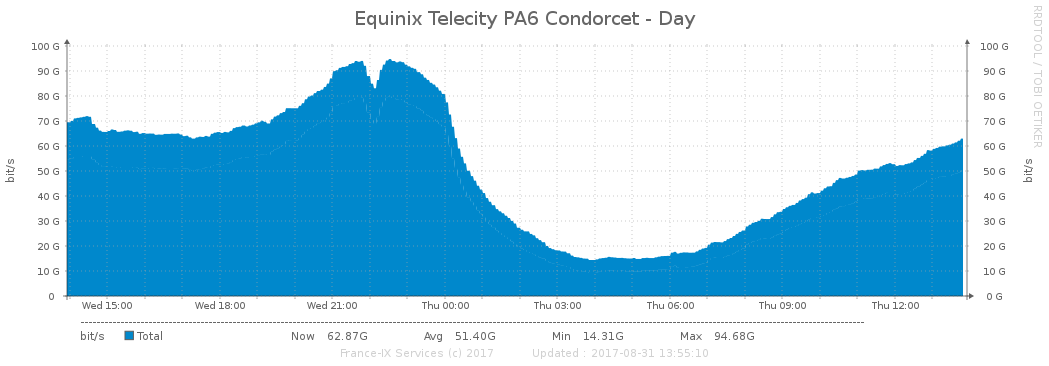 Equinix Telecity PA6 Condorcet - Day
RRDTOOL / TOBI OETIKER
bit/s
100 G
90 G
80 G
70 G
60 G
50 G
40 G
30 G
20 G
10 G
0
100 G
90 G
80 G
70 G
60 G
50 G
40 G
30 G
20 G
10 G
0 G
bit/s
Wed 15:00 Wed 18:00 Wed 21:00 Thu 00:00 Thu 03:00 Thu 06:00 Thu 09:00 Thu 12:00
bit/s Total Now 62.87G Avg 51.40G Min 14.31G Max 94.68G
France-IX Services (c) 2017 Updated : 2017-08-31 13:55:10